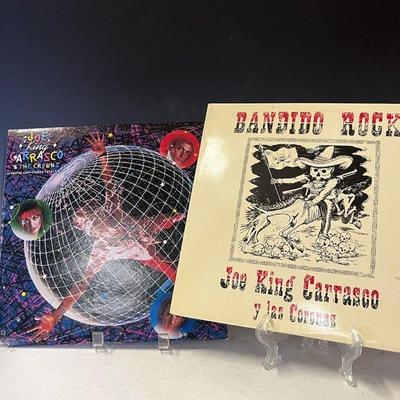 JOE
King
CARRASCO
& THE CROWNS
BANDIDO ROCK
Joe King Carrasco
y las Coronas